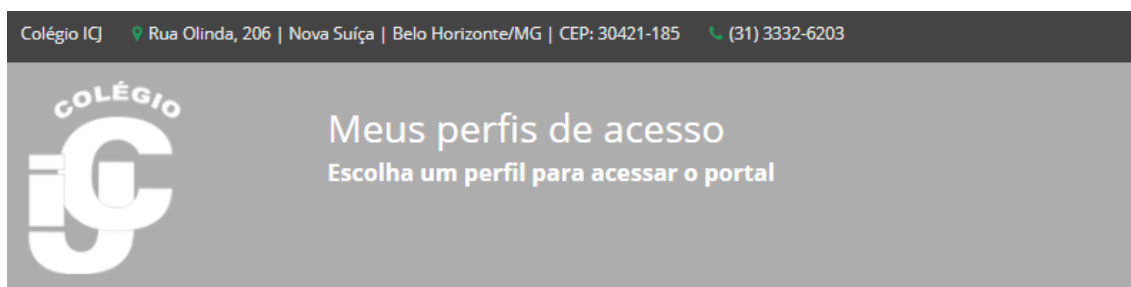 Colégio ICJ Rua Olinda, 206 | Nova Suíça | Belo Horizonte/MG | CEP: 30421-185 (31) 3332-6203
COLÉGIO
ICJ
Meus perfis de acesso
Escolha um perfil para acessar o portal